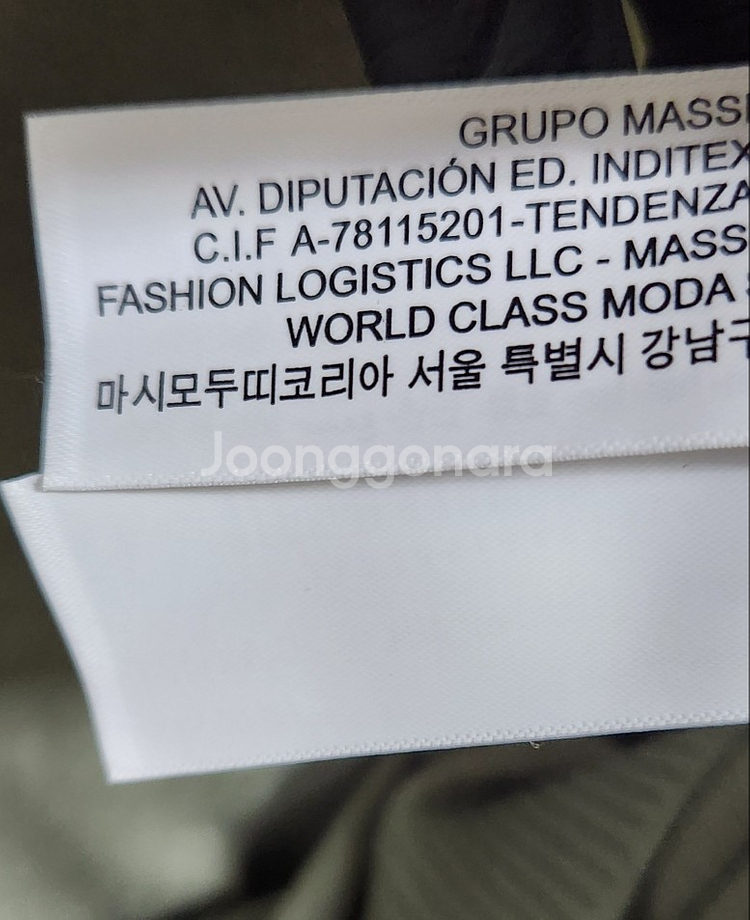 GRUPO MASSI
AV. DIPUTACIÓN ED. INDITEX
C.I.F A-78115201-TENDENZA
FASHION LOGISTICS LLC - MASS
WORLD CLASS MODA
마시모두띠코리아 서울 특별시 강남구
Joonggonara